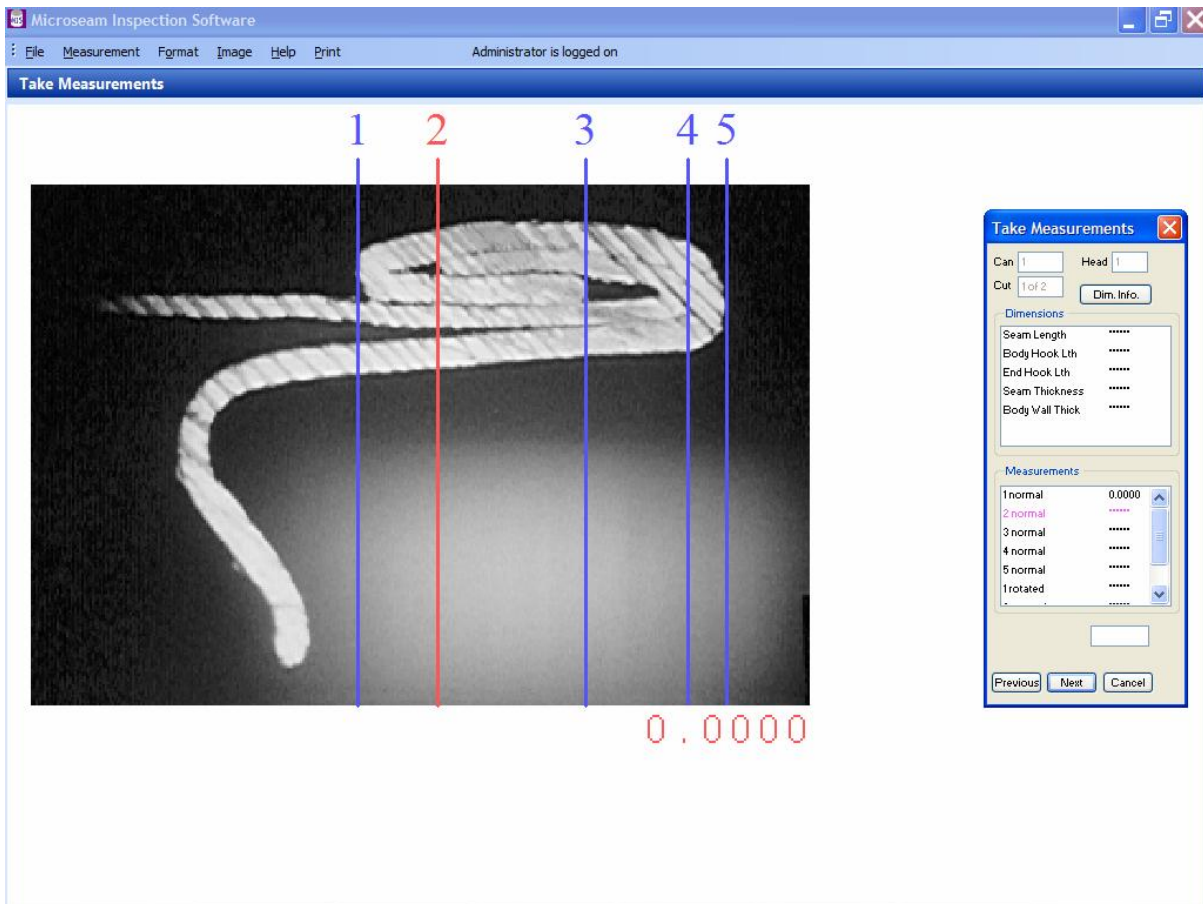 MIS Microseam Inspection Software
File Measurement Format Image Help Print Administrator is logged on
Take Measurements
1 2 3 4 5
0.0000
Take Measurements
Can 1 Head 1
Cut 1 of 2 Dim. Info.
Dimensions
Seam Length ······
Body Hook Lth ······
End Hook Lth ······
Seam Thickness ······
Body Wall Thick ······
Measurements
1 normal 0.0000
2 normal ······
3 normal ······
4 normal ······
5 normal ······
1 rotated ······
Previous Next Cancel